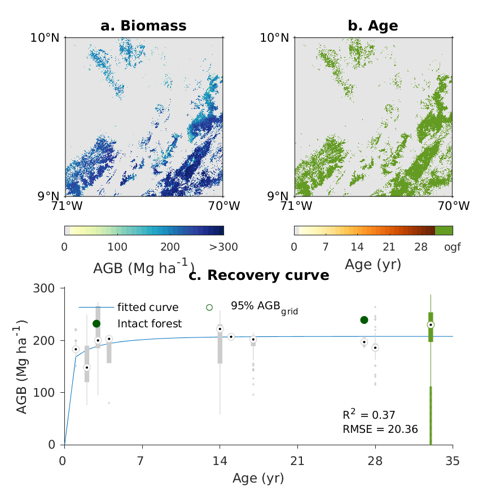 a. Biomass
b. Age
10°N
9°N
71°W
70°W
10°N
9°N
71°W
70°W
0
100
200
>300
AGB (Mg ha⁻¹)
0
7
14
21
28
ogf
Age (yr)
c. Recovery curve
300
200
100
0
AGB (Mg ha⁻¹)
fitted curve
95% AGB_grid
Intact forest
R² = 0.37
RMSE = 20.36
0
7
14
21
28
35
Age (yr)